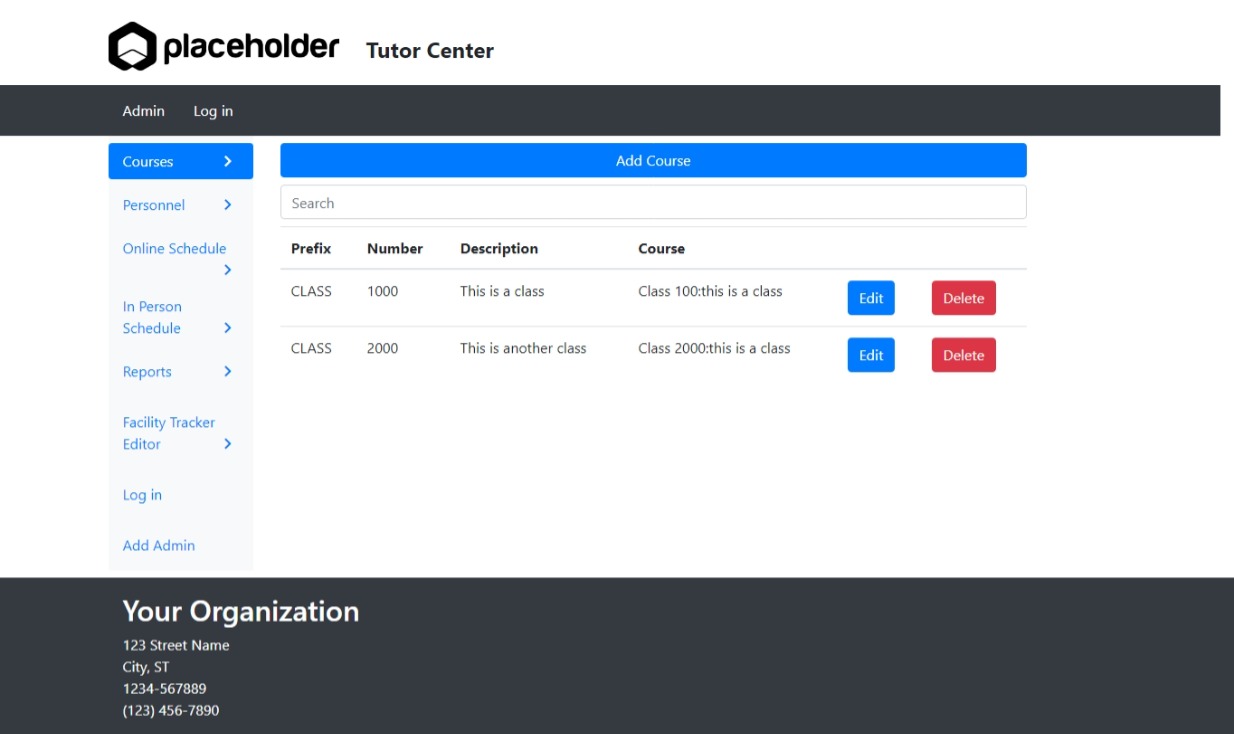 placeholder Tutor Center
Admin Log in
Courses
Personnel
Online Schedule
In Person
Schedule
Reports
Facility Tracker
Editor
Log in
Add Admin
Add Course
Search
Prefix Number Description Course
CLASS 1000 This is a class Class 100:this is a class Edit Delete
CLASS 2000 This is another class Class 2000:this is a class Edit Delete
Your Organization
123 Street Name
City, ST
1234-567889
(123) 456-7890